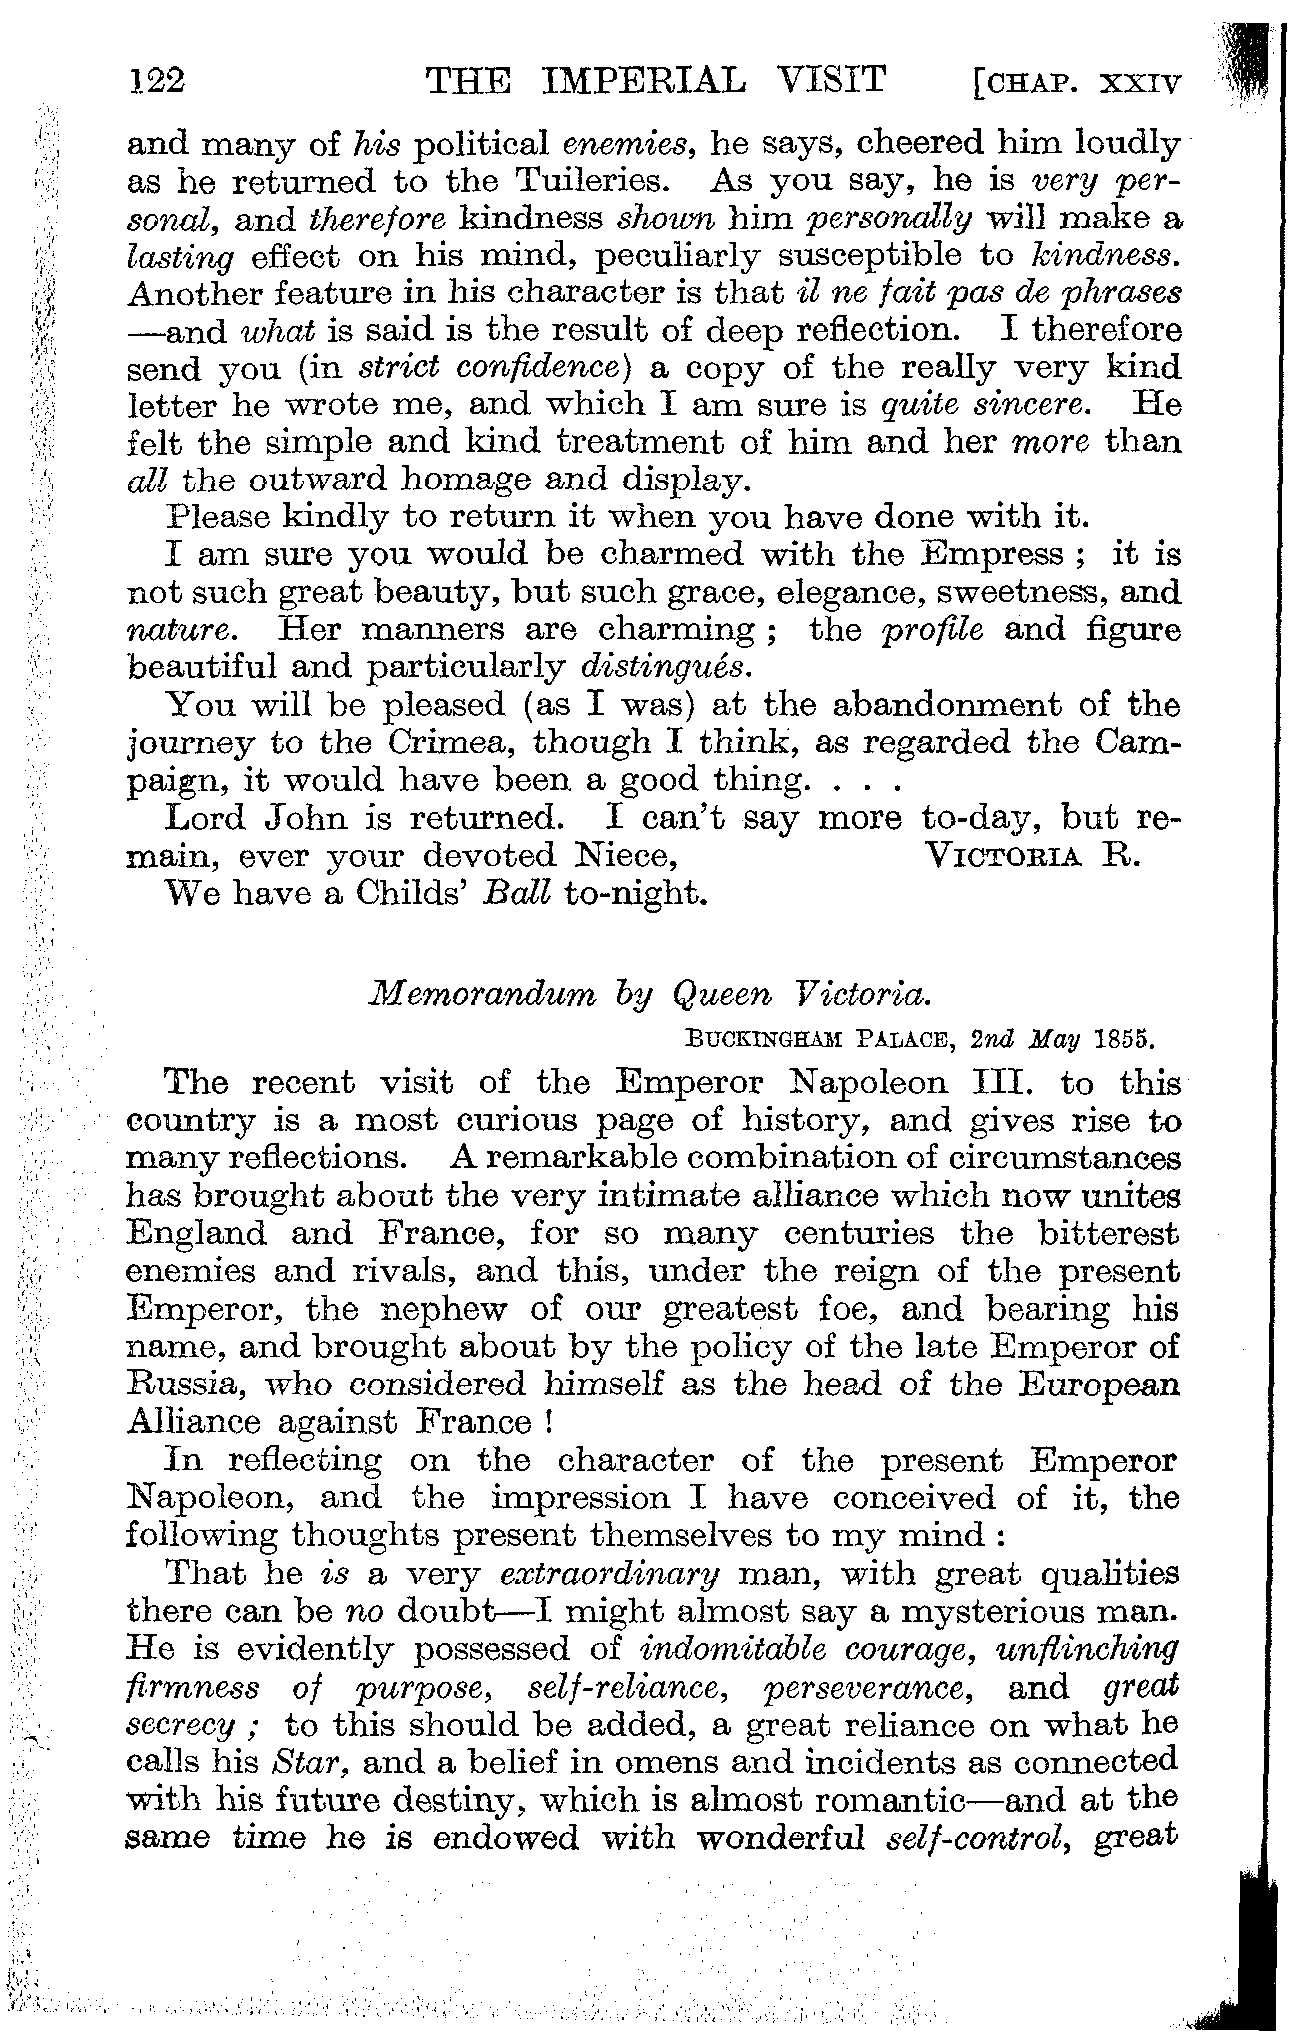 122 THE IMPERIAL VISIT [CHAP. XXIV
and many of his political enemies, he says, cheered him loudly
as he returned to the Tuileries. As you say, he is very per-
sonal, and therefore kindness shown him personally will make a
lasting effect on his mind, peculiarly susceptible to kindness.
Another feature in his character is that il ne fait pas de phrases
—and what is said is the result of deep reflection. I therefore
send you (in strict confidence) a copy of the really very kind
letter he wrote me, and which I am sure is quite sincere. He
felt the simple and kind treatment of him and her more than
all the outward homage and display.
Please kindly to return it when you have done with it.
I am sure you would be charmed with the Empress ; it is
not such great beauty, but such grace, elegance, sweetness, and
nature. Her manners are charming ; the profile and figure
beautiful and particularly distingués.
You will be pleased (as I was) at the abandonment of the
journey to the Crimea, though I think, as regarded the Cam-
paign, it would have been a good thing. . . .
Lord John is returned. I can't say more to-day, but re-
main, ever your devoted Niece, VICTORIA R.
We have a Childs' Ball to-night.
Memorandum by Queen Victoria.
BUCKINGHAM PALACE, 2nd May 1855.
The recent visit of the Emperor Napoleon III. to this
country is a most curious page of history, and gives rise to
many reflections. A remarkable combination of circumstances
has brought about the very intimate alliance which now unites
England and France, for so many centuries the bitterest
enemies and rivals, and this, under the reign of the present
Emperor, the nephew of our greatest foe, and bearing his
name, and brought about by the policy of the late Emperor of
Russia, who considered himself as the head of the European
Alliance against France !
In reflecting on the character of the present Emperor
Napoleon, and the impression I have conceived of it, the
following thoughts present themselves to my mind :
That he is a very extraordinary man, with great qualities
there can be no doubt—I might almost say a mysterious man.
He is evidently possessed of indomitable courage, unflinching
firmness of purpose, self-reliance, perseverance, and great
secrecy ; to this should be added, a great reliance on what he
calls his Star, and a belief in omens and incidents as connected
with his future destiny, which is almost romantic—and at the
same time he is endowed with wonderful self-control, great